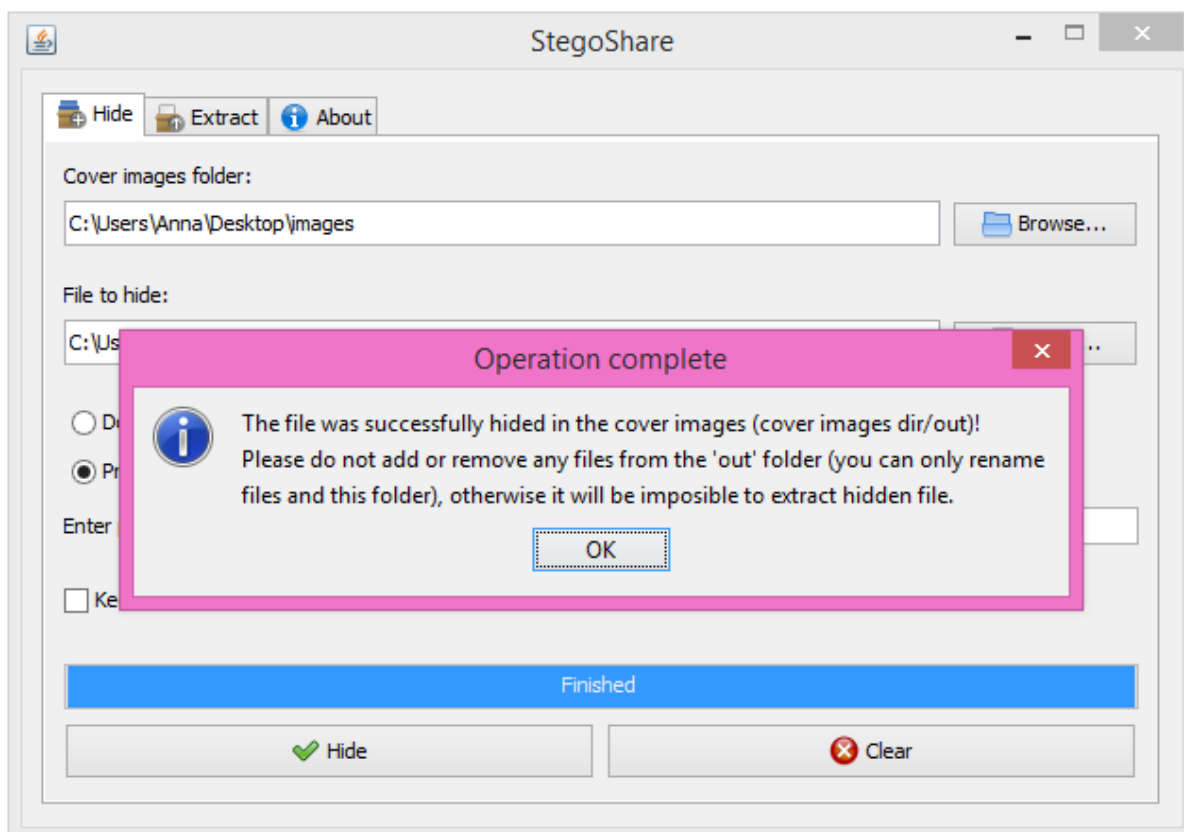 StegoShare
Hide
Extract
About
Cover images folder:
C:\Users\Anna\Desktop\images
Browse...
File to hide:
C:\Us
Operation complete
The file was successfully hided in the cover images (cover images dir/out)!
Please do not add or remove any files from the 'out' folder (you can only rename
files and this folder), otherwise it will be imposible to extract hidden file.
OK
Enter
Finished
Hide
Clear